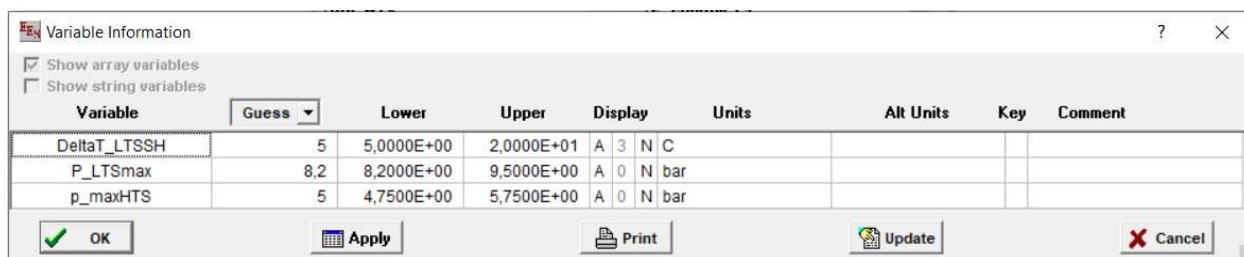 EES Variable Information ? ×
Show array variables
Show string variables
Variable Guess Lower Upper Display Units Alt Units Key Comment
DeltaT_LTSSH 5 5,0000E+00 2,0000E+01 A 3 N C
P_LTSmax 8,2 8,2000E+00 9,5000E+00 A 0 N bar
p_maxHTS 5 4,7500E+00 5,7500E+00 A 0 N bar
OK Apply Print Update Cancel